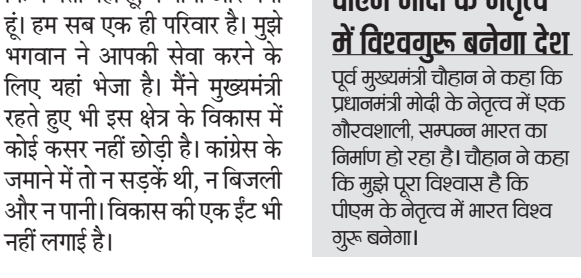 हूं। हम सब एक ही परिवार है। मुझे
भगवान ने आपकी सेवा करने के
लिए यहां भेजा है। मैंने मुख्यमंत्री
रहते हुए भी इस क्षेत्र के विकास में
कोई कसर नहीं छोड़ी है। कांग्रेस के
जमाने में तो न सड़कें थी, न बिजली
और न पानी। विकास की एक ईंट भी
नहीं लगाई है।
पीएम मोदी के नेतृत्व
में विश्वगुरू बनेगा देश
पूर्व मुख्यमंत्री चौहान ने कहा कि
प्रधानमंत्री मोदी के नेतृत्व में एक
गौरवशाली, सम्पन्न भारत का
निर्माण हो रहा है। चौहान ने कहा
कि मुझे पूरा विश्वास है कि
पीएम के नेतृत्व में भारत विश्व
गुरू बनेगा।